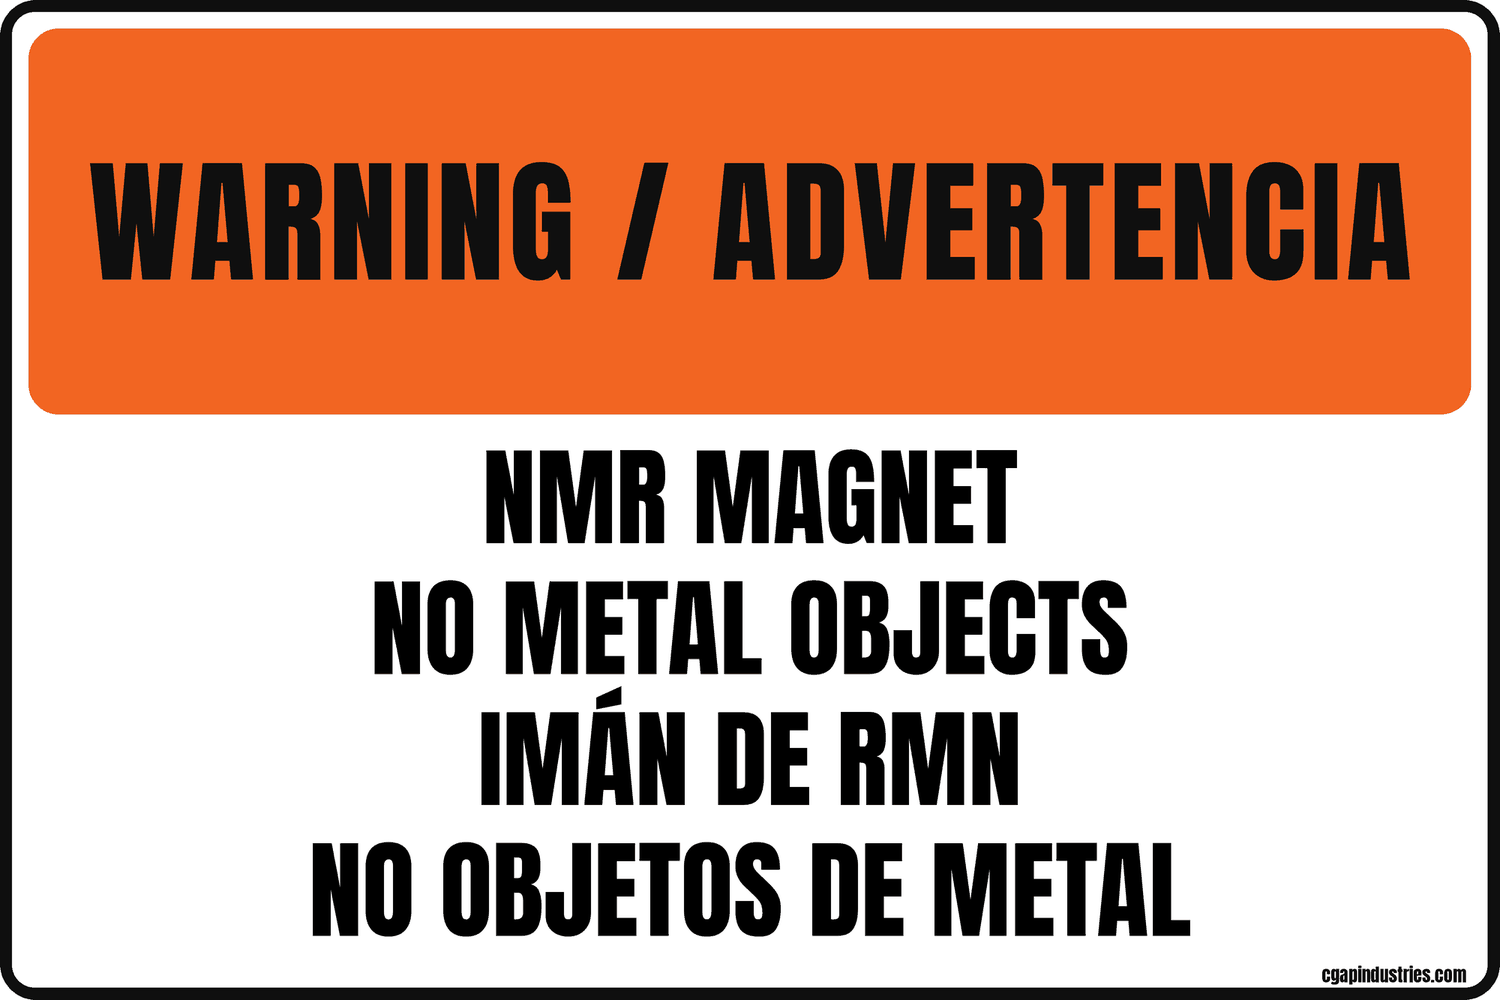 WARNING / ADVERTENCIA
NMR MAGNET
NO METAL OBJECTS
IMÁN DE RMN
NO OBJETOS DE METAL
cgapindustries.com